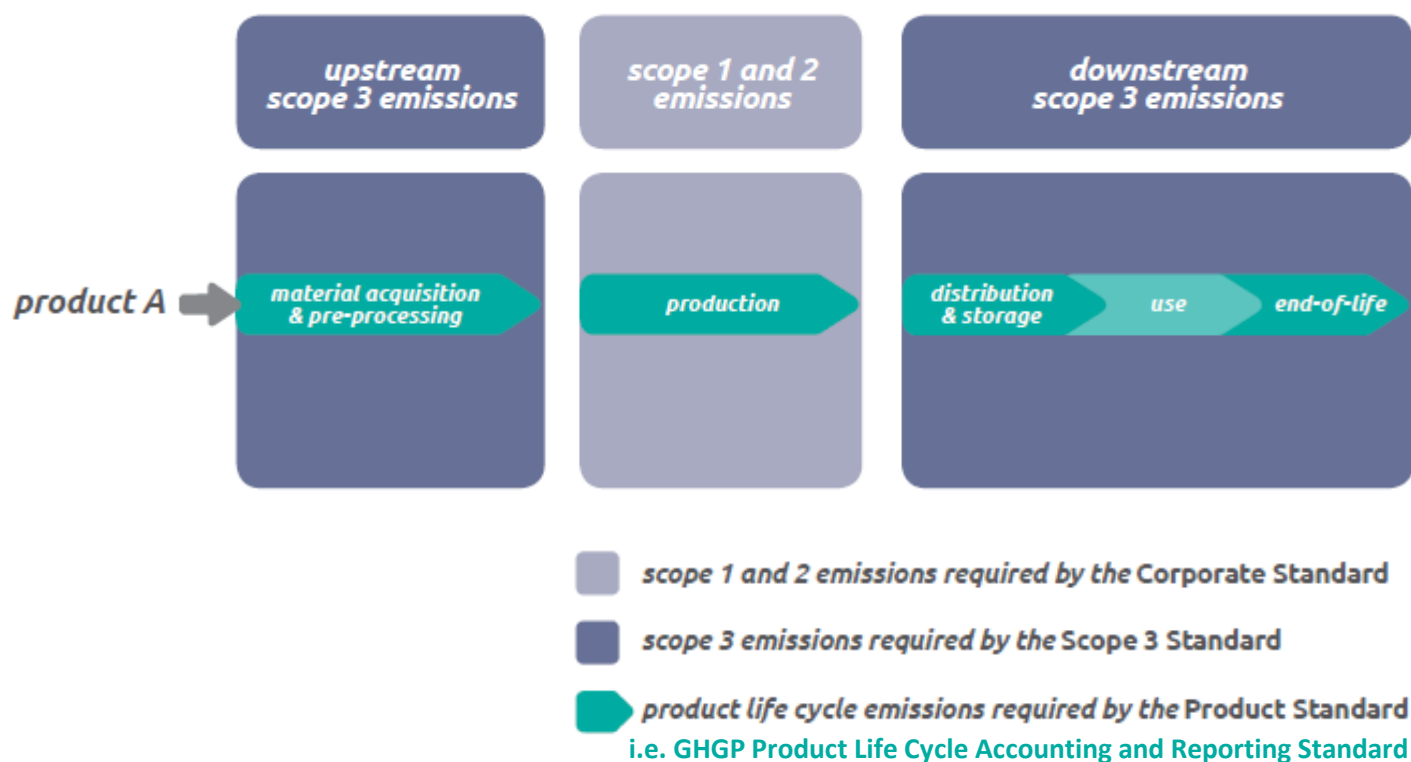 upstream
scope 3 emissions
scope 1 and 2
emissions
downstream
scope 3 emissions
product A
material acquisition
& pre-processing
production
distribution
& storage
use
end-of-life
scope 1 and 2 emissions required by the Corporate Standard
scope 3 emissions required by the Scope 3 Standard
product life cycle emissions required by the Product Standard
i.e. GHGP Product Life Cycle Accounting and Reporting Standard